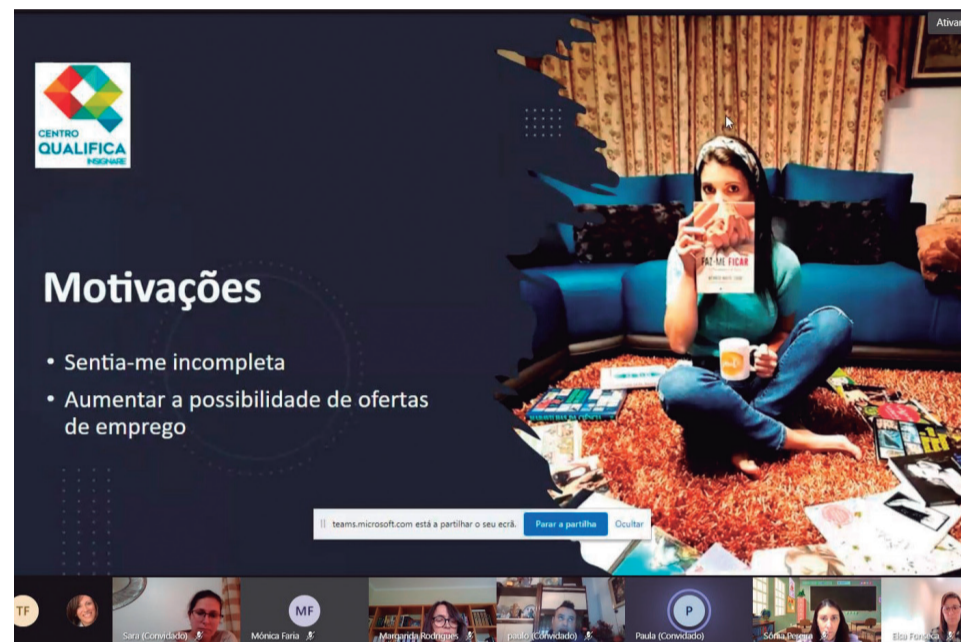 Ativar
CENTRO
QUALIFICA
INSIGNARE
Motivações
• Sentia-me incompleta
• Aumentar a possibilidade de ofertas
de emprego
FAZ-ME FICAR
teams.microsoft.com está a partilhar o seu ecrã.
Parar a partilha
Ocultar
TF
Sara (Convidado)
MF
Mónica Faria
Margarida Rodrigues
paulo (Convidado)
P
Paula (Convidado)
Sónia Pereira
Elsa Fonseca